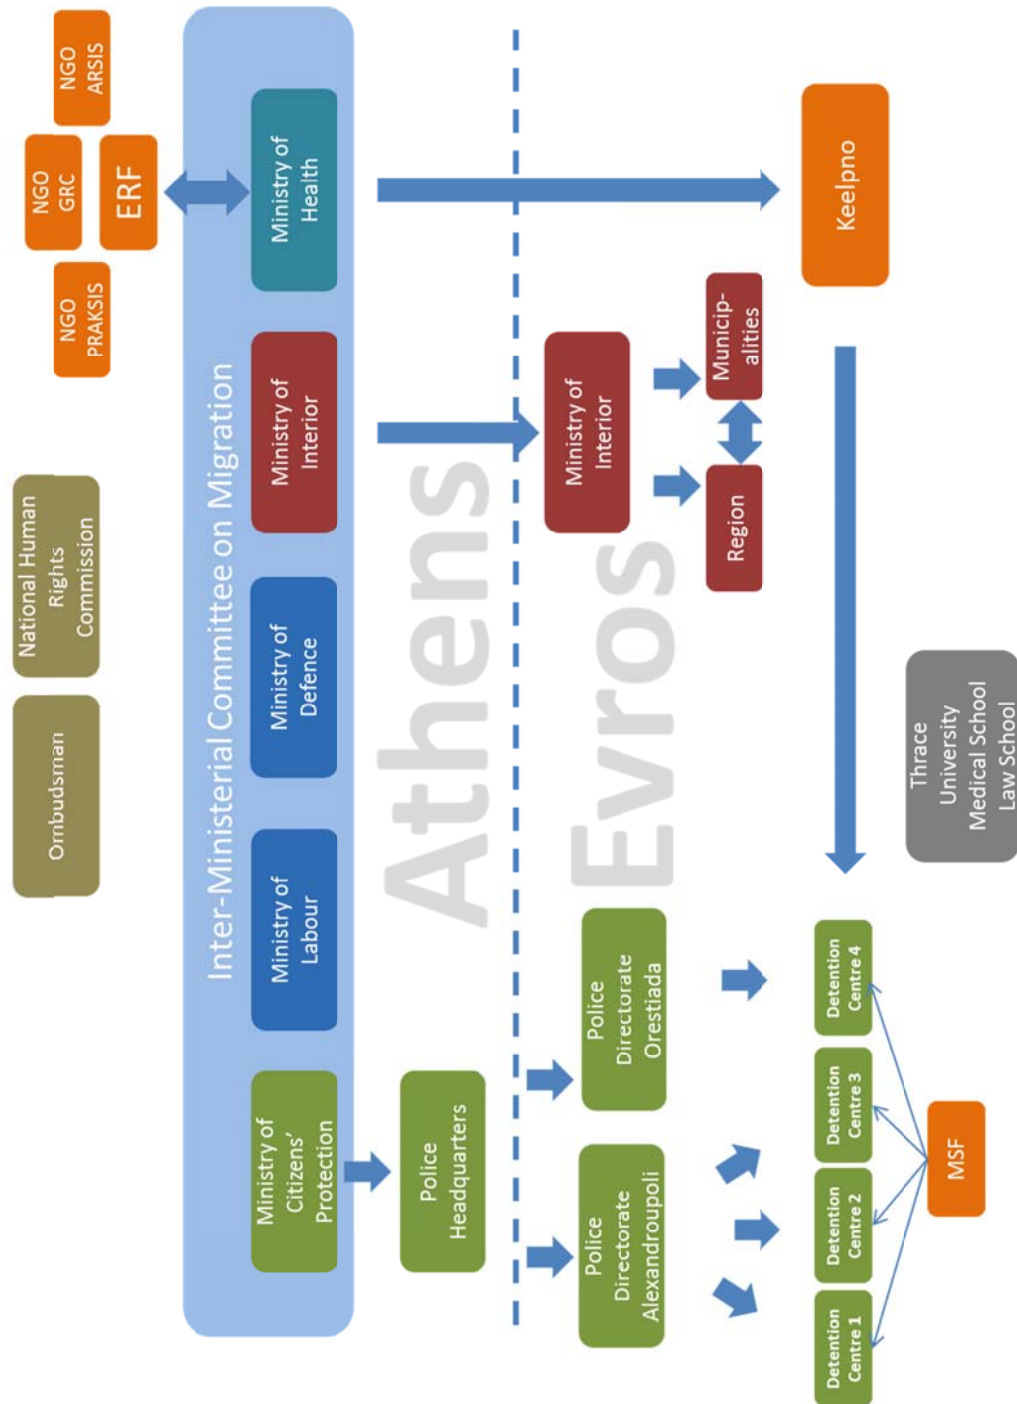 Ombudsman
National Human
Rights
Commission
NGO
PRAKSIS
NGO
GRC
NGO
ARSIS
ERF
Inter-Ministerial Committee on Migration
Ministry of
Citizens'
Protection
Ministry of
Labour
Ministry of
Defence
Ministry of
Interior
Ministry of
Health
Police
Headquarters
Athens
Evros
Police
Directorate
Alexandroupoli
Police
Directorate
Orestiada
Ministry of
Interior
Region
Municip-
alities
Keelpno
Detention
Centre 1
Detention
Centre 2
Detention
Centre 3
Detention
Centre 4
MSF
Thrace
University
Medical School
Law School